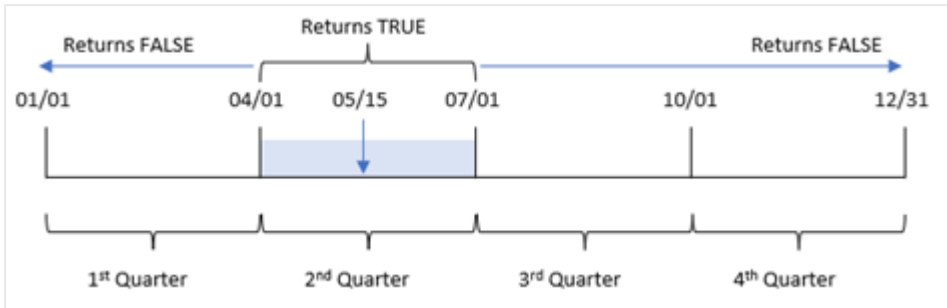 Returns TRUE
Returns FALSE
Returns FALSE
01/01
04/01
05/15
07/01
10/01
12/31
1st Quarter
2nd Quarter
3rd Quarter
4th Quarter